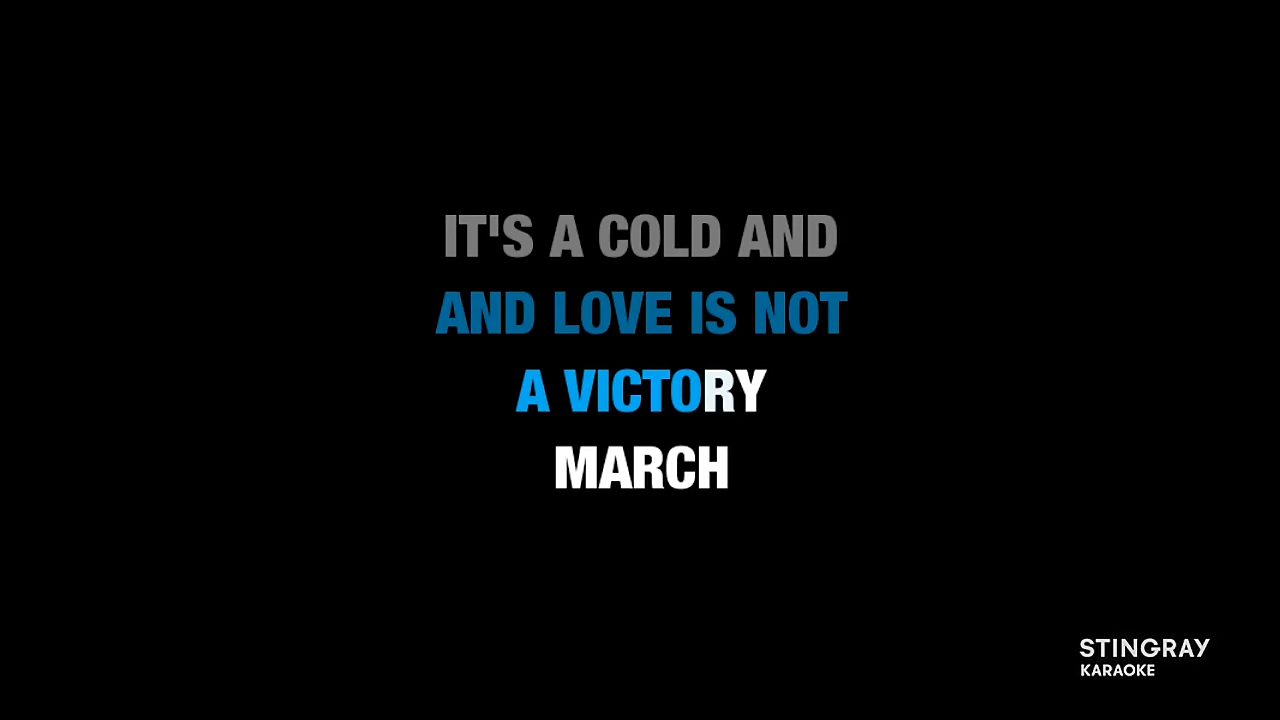 IT'S A COLD AND
AND LOVE IS NOT
A VICTORY
MARCH
STINGRAY
KARAOKE